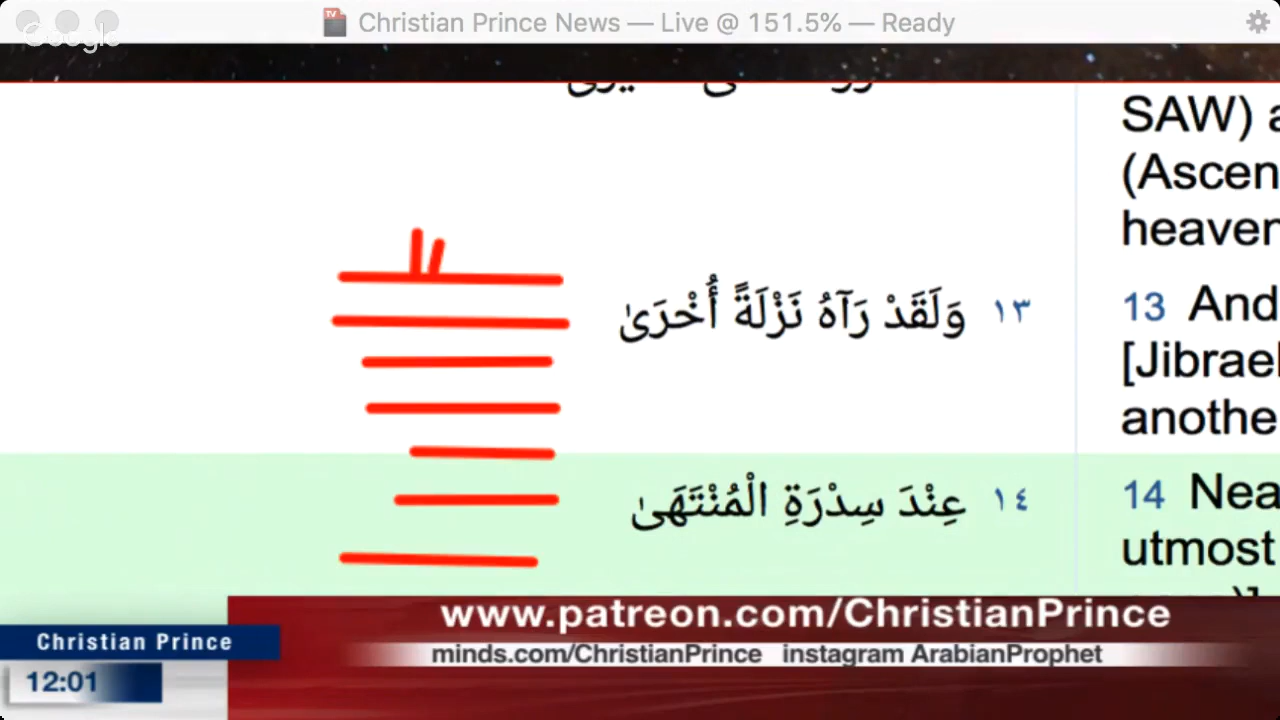 Christian Prince News — Live @ 151.5% — Ready
Google
SAW) a
(Ascen
heaven
١٣ وَلَقَدْ رَآهُ نَزْلَةً أُخْرَىٰ
13 And
[Jibrael
anothe
١٤ عِنْدَ سِدْرَةِ الْمُنْتَهَىٰ
14 Nea
utmost
www.patreon.com/ChristianPrince
Christian Prince
minds.com/ChristianPrince instagram ArabianProphet
12:01